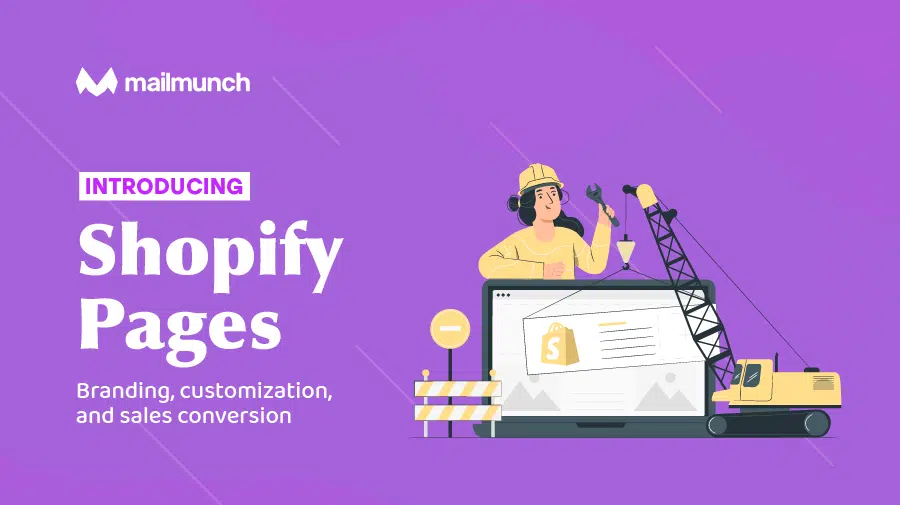 mailmunch
INTRODUCING
Shopify
Pages
Branding, customization,
and sales conversion
S